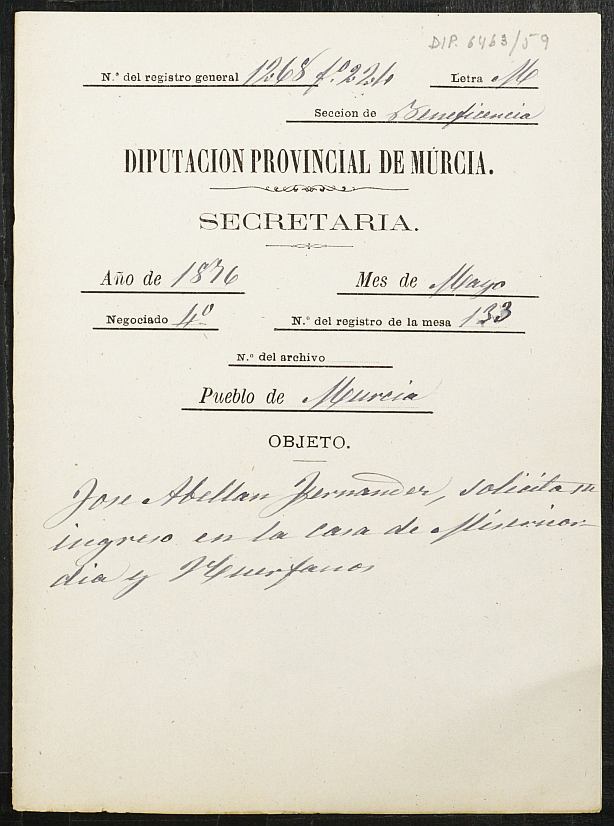 DIP. 6463/59
N.º del registro general 1268 fº 224 Letra M
Seccion de Beneficencia
DIPUTACION PROVINCIAL DE MÚRCIA.
SECRETARIA.
Año de 1876 Mes de Mayo
Negociado 4º N.º del registro de la mesa 133
N.º del archivo
Pueblo de Murcia
OBJETO.
Jose Abellan Fernandez, solicita su
ingreso en la casa de Misericor-
dia y Huerfanos